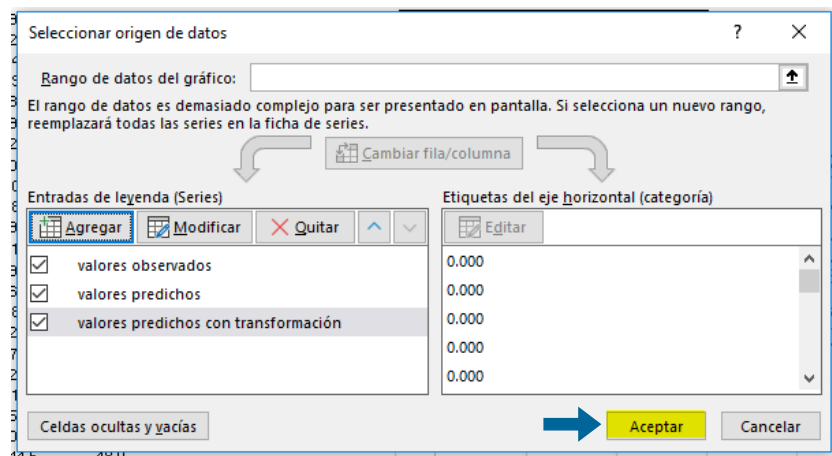 Seleccionar origen de datos ? ×
Rango de datos del gráfico:
El rango de datos es demasiado complejo para ser presentado en pantalla. Si selecciona un nuevo rango,
reemplazará todas las series en la ficha de series.
Cambiar fila/columna
Entradas de leyenda (Series)
Agregar Modificar Quitar
valores observados
valores predichos
valores predichos con transformación
Etiquetas del eje horizontal (categoría)
Editar
0.000
0.000
0.000
0.000
0.000
Celdas ocultas y vacías
Aceptar Cancelar